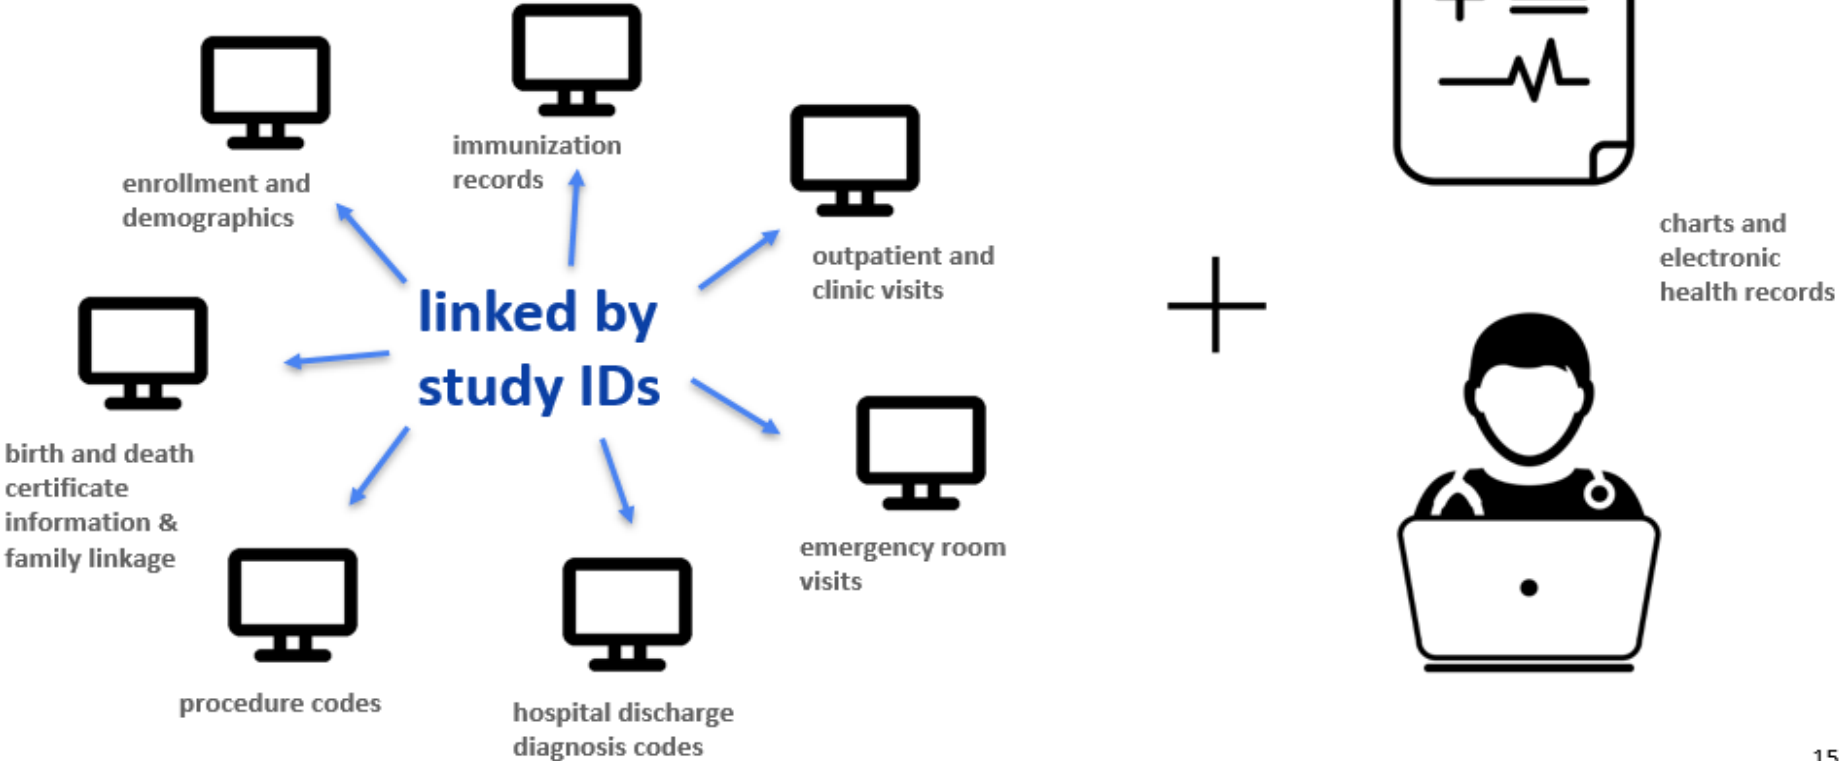 immunization
records
enrollment and
demographics
outpatient and
clinic visits
linked by
study IDs
birth and death
certificate
information &
family linkage
emergency room
visits
procedure codes
hospital discharge
diagnosis codes
charts and
electronic
health records
15